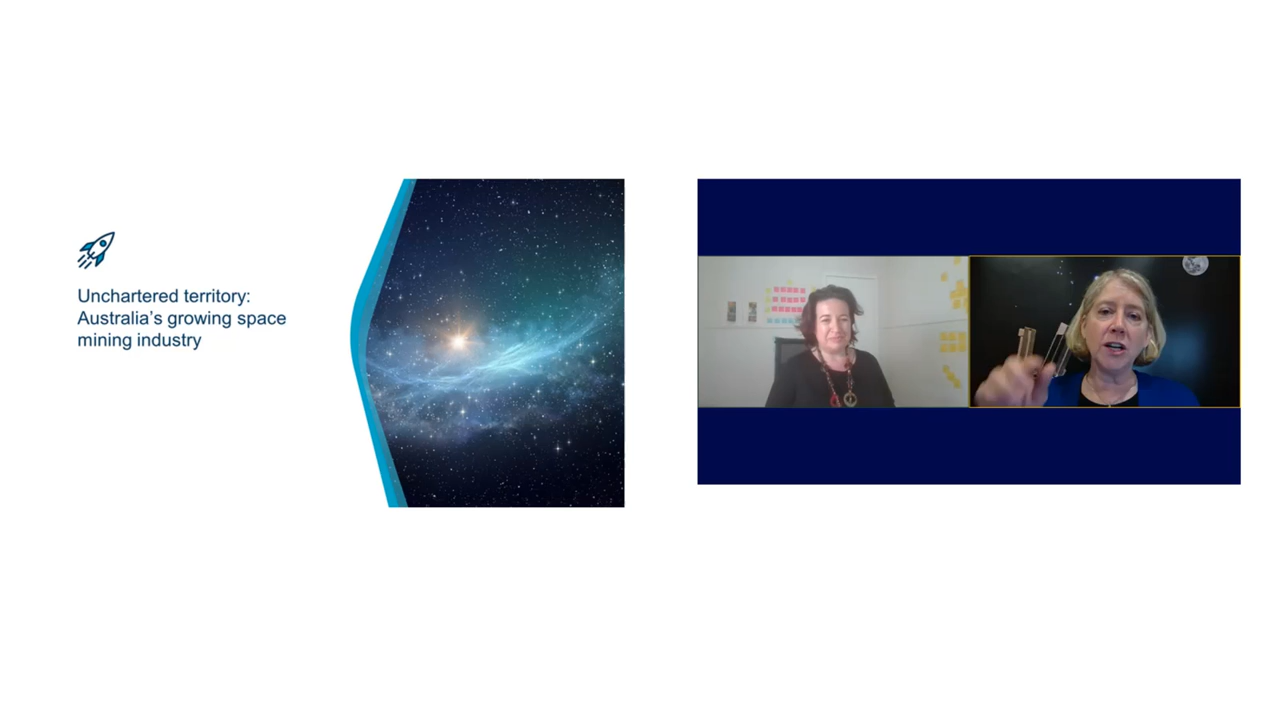 Unchartered territory:
Australia's growing space
mining industry